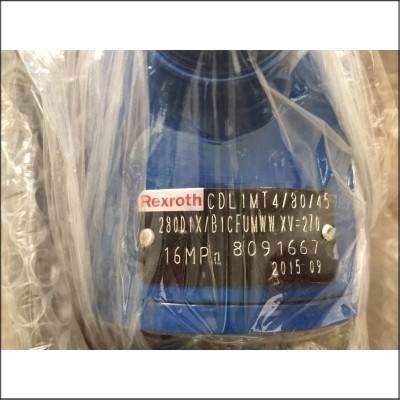 Rexroth CDL1MT4/80/45
280D1X/B1CFUMWW XV=270
16MPa 8091667
2015 09